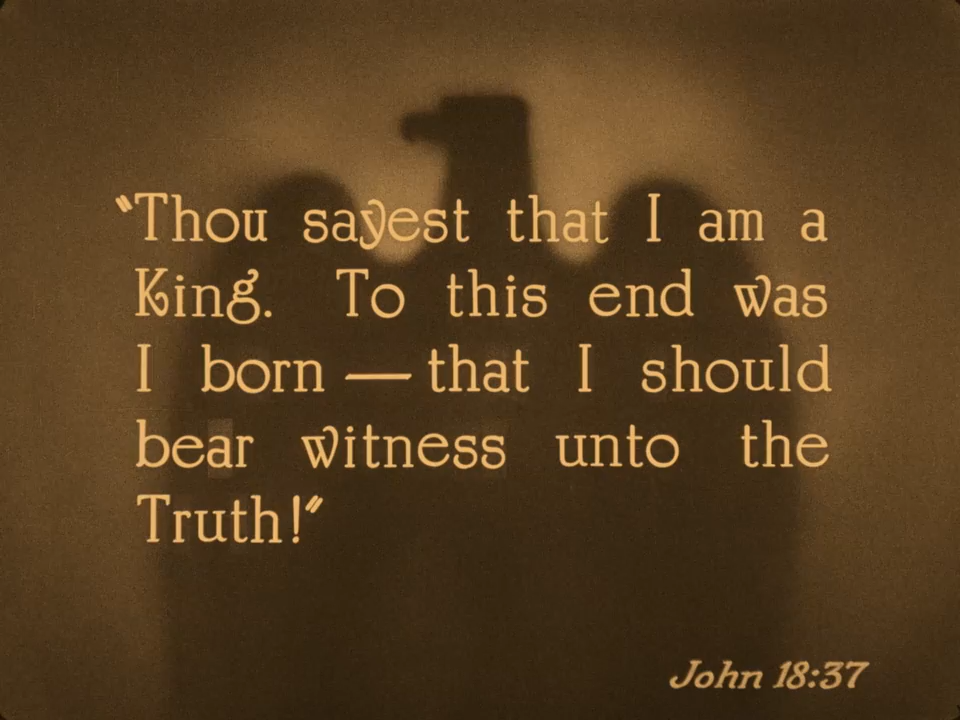 "Thou sayest that I am a
King. To this end was
I born — that I should
bear witness unto the
Truth!"
John 18:37